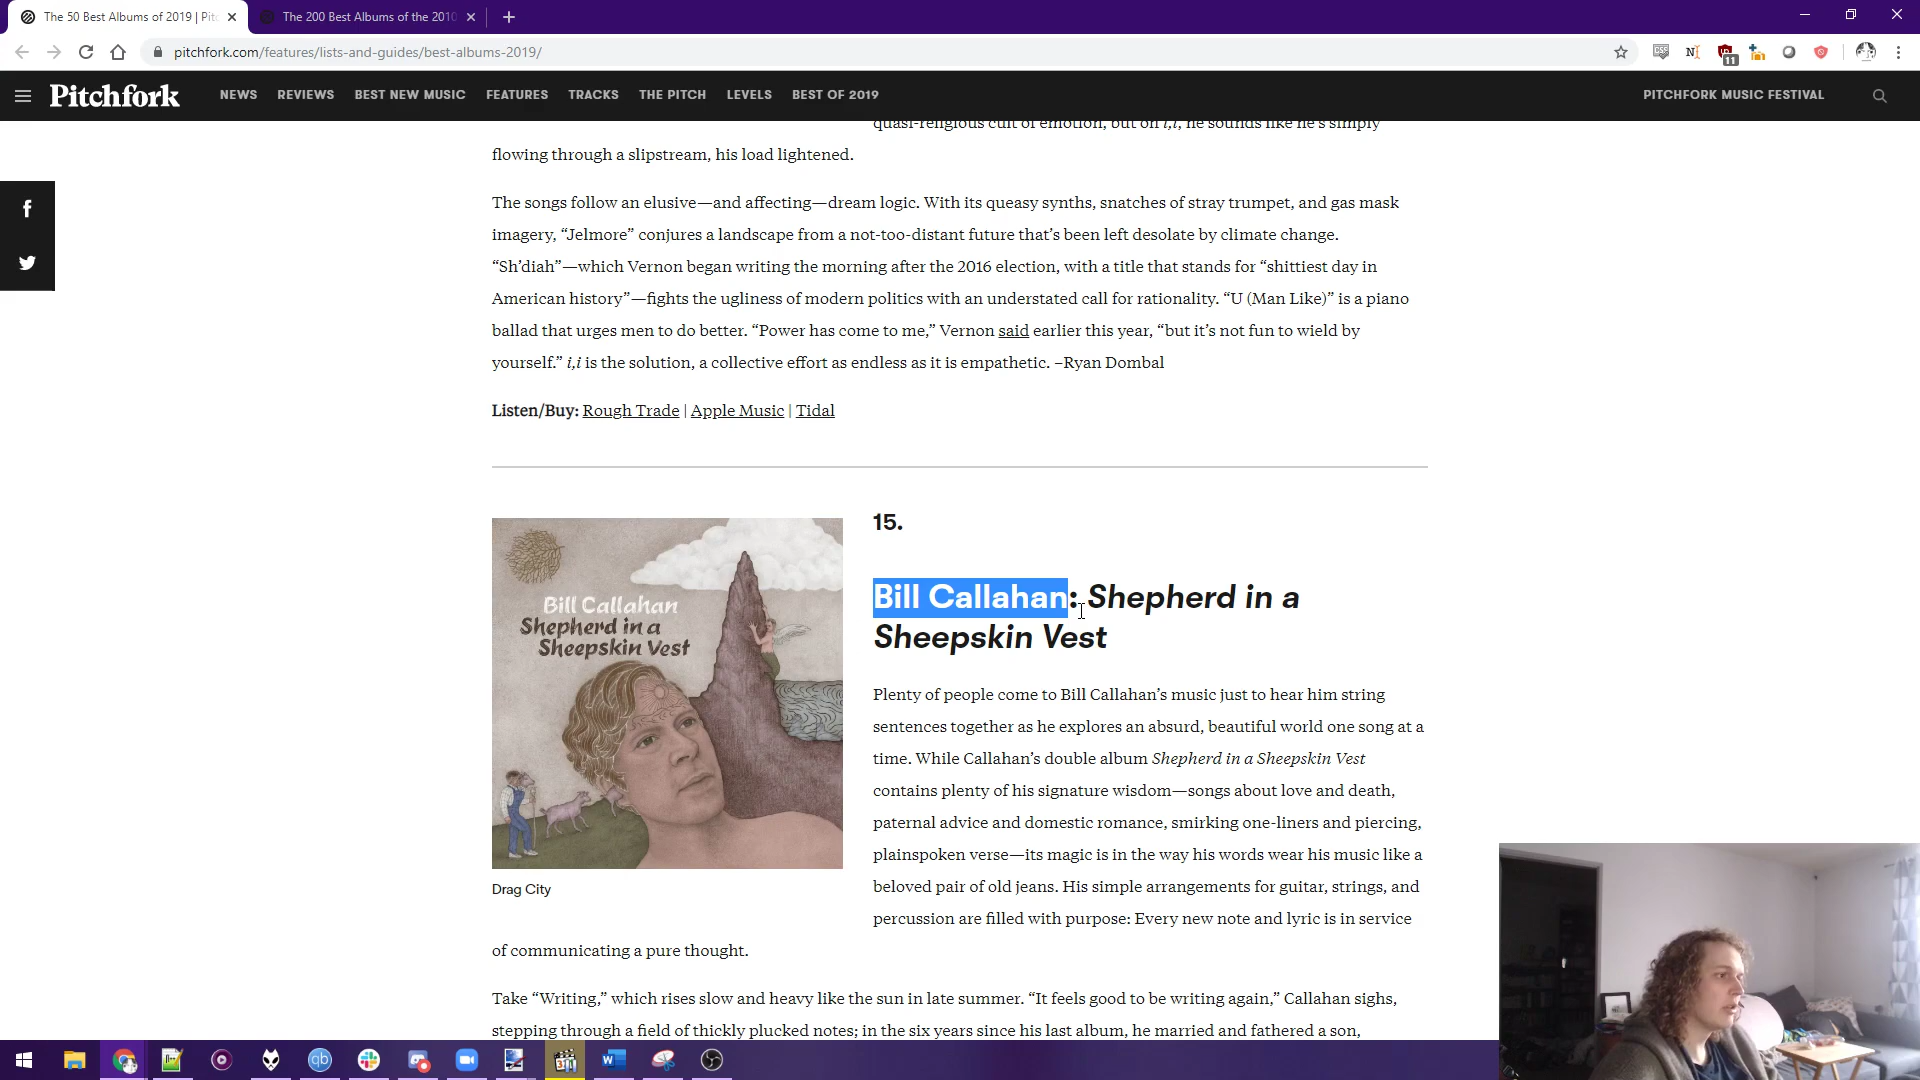 The 50 Best Albums of 2019 | Pitc
The 200 Best Albums of the 2010
pitchfork.com/features/lists-and-guides/best-albums-2019/
11
Pitchfork
NEWS REVIEWS BEST NEW MUSIC FEATURES TRACKS THE PITCH LEVELS BEST OF 2019 PITCHFORK MUSIC FESTIVAL
quasi-religious cult of emotion, but on i,i, he sounds like he's simply
flowing through a slipstream, his load lightened.
The songs follow an elusive—and affecting—dream logic. With its queasy synths, snatches of stray trumpet, and gas mask
imagery, “Jelmore” conjures a landscape from a not-too-distant future that’s been left desolate by climate change.
“Sh’diah”—which Vernon began writing the morning after the 2016 election, with a title that stands for “shittiest day in
American history”—fights the ugliness of modern politics with an understated call for rationality. “U (Man Like)” is a piano
ballad that urges men to do better. “Power has come to me,” Vernon said earlier this year, “but it’s not fun to wield by
yourself.” i,i is the solution, a collective effort as endless as it is empathetic. –Ryan Dombal
Listen/Buy: Rough Trade | Apple Music | Tidal
15.
Bill Callahan: Shepherd in a
Sheepskin Vest
Bill Callahan
Shepherd in a
Sheepskin Vest
Drag City
Plenty of people come to Bill Callahan’s music just to hear him string
sentences together as he explores an absurd, beautiful world one song at a
time. While Callahan’s double album Shepherd in a Sheepskin Vest
contains plenty of his signature wisdom—songs about love and death,
paternal advice and domestic romance, smirking one-liners and piercing,
plainspoken verse—its magic is in the way his words wear his music like a
beloved pair of old jeans. His simple arrangements for guitar, strings, and
percussion are filled with purpose: Every new note and lyric is in service
of communicating a pure thought.
Take “Writing,” which rises slow and heavy like the sun in late summer. “It feels good to be writing again,” Callahan sighs,
stepping through a field of thickly plucked notes; in the six years since his last album, he married and fathered a son,